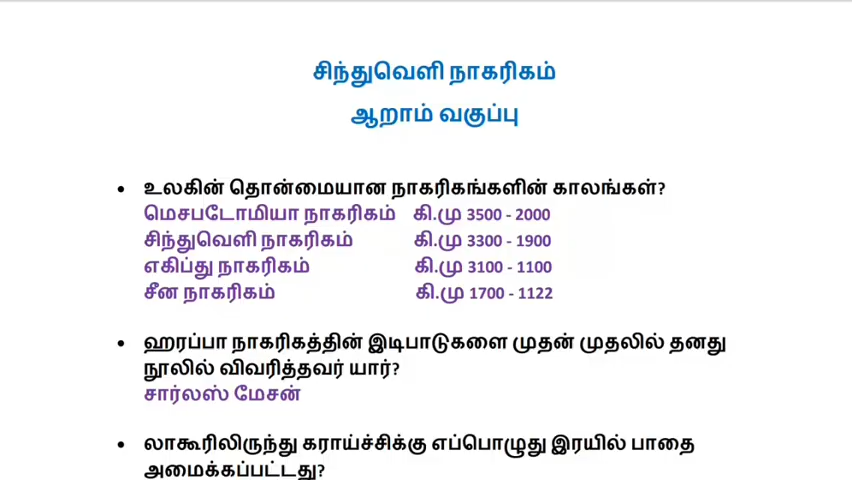 சிந்துவெளி நாகரிகம்
ஆறாம் வகுப்பு
• உலகின் தொன்மையான நாகரிகங்களின் காலங்கள்?
மெசபடோமியா நாகரிகம் கி.மு 3500 - 2000
சிந்துவெளி நாகரிகம் கி.மு 3300 - 1900
எகிப்து நாகரிகம் கி.மு 3100 - 1100
சீன நாகரிகம் கி.மு 1700 - 1122
• ஹரப்பா நாகரிகத்தின் இடிபாடுகளை முதன் முதலில் தனது
நூலில் விவரித்தவர் யார்?
சார்லஸ் மேசன்
• லாகூரிலிருந்து கராய்ச்சிக்கு எப்பொழுது இரயில் பாதை
அமைக்கப்பட்டது?